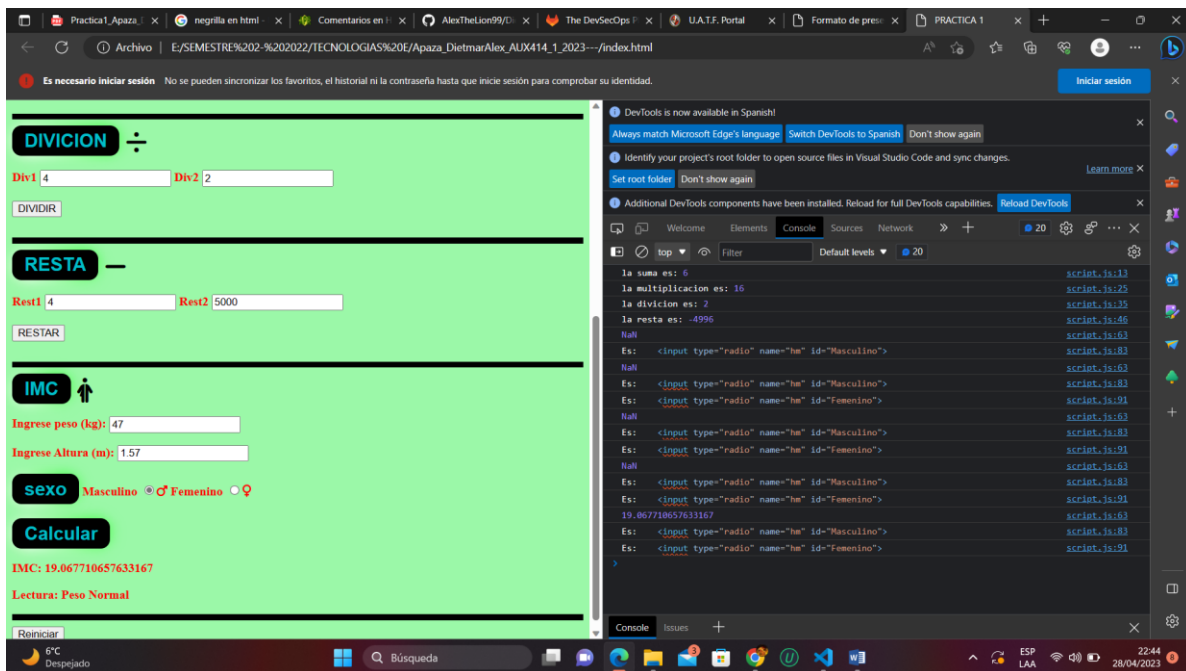 Practica1_Apaza_
negrilla en html -
Comentarios en H
AlexTheLion99/D
The DevSecOps P
U.A.T.F. Portal
Formato de prese
PRACTICA 1
Archivo | E:/SEMESTRE%202-%202022/TECNOLOGIAS%20E/Apaza_DietmarAlex_AUX414_1_2023---/index.html
Es necesario iniciar sesión No se pueden sincronizar los favoritos, el historial ni la contraseña hasta que inicie sesión para comprobar su identidad.
Iniciar sesión
DIVICION
Div1 4 Div2 2
DIVIDIR
RESTA
Rest1 4 Rest2 5000
RESTAR
IMC
Ingrese peso (kg): 47
Ingrese Altura (m): 1.57
sexo Masculino Femenino
Calcular
IMC: 19.067710657633167
Lectura: Peso Normal
Reiniciar
DevTools is now available in Spanish!
Always match Microsoft Edge's language Switch DevTools to Spanish Don't show again
Identify your project's root folder to open source files in Visual Studio Code and sync changes.
Learn more
Set root folder Don't show again
Additional DevTools components have been installed. Reload for full DevTools capabilities. Reload DevTools
Welcome Elements Console Sources Network 20
top Filter Default levels 20
la suma es: 6 script.js:13
la multiplicacion es: 16 script.js:25
la divicion es: 2 script.js:35
la resta es: -4996 script.js:46
NaN script.js:63
Es: <input type="radio" name="hm" id="Masculino"> script.js:83
NaN script.js:63
Es: <input type="radio" name="hm" id="Masculino"> script.js:83
Es: <input type="radio" name="hm" id="Femenino"> script.js:91
NaN script.js:63
Es: <input type="radio" name="hm" id="Masculino"> script.js:83
Es: <input type="radio" name="hm" id="Femenino"> script.js:91
NaN script.js:63
Es: <input type="radio" name="hm" id="Masculino"> script.js:83
Es: <input type="radio" name="hm" id="Femenino"> script.js:91
19.067710657633167 script.js:63
Es: <input type="radio" name="hm" id="Masculino"> script.js:83
Es: <input type="radio" name="hm" id="Femenino"> script.js:91
Console Issues
6°C
Despejado
Búsqueda
ESP
LAA
22:44
28/04/2023